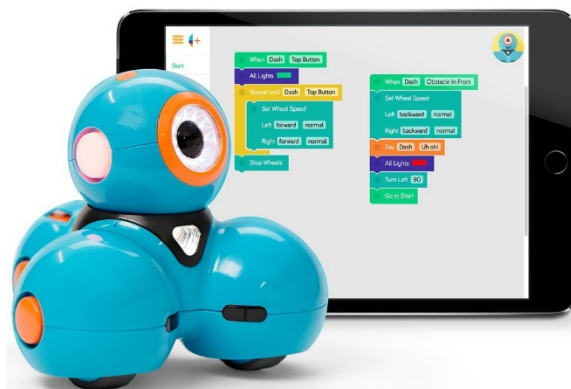 Start
When Dash Top Button
All Lights
Repeat until Dash Top Button
Set Wheel Speed
Left forward normal
Right forward normal
Stop Wheels
When Dash Obstacle In Front
Set Wheel Speed
Left backward normal
Right backward normal
Say Dash Uh oh!
All Lights
Turn Left 90
Go to Start